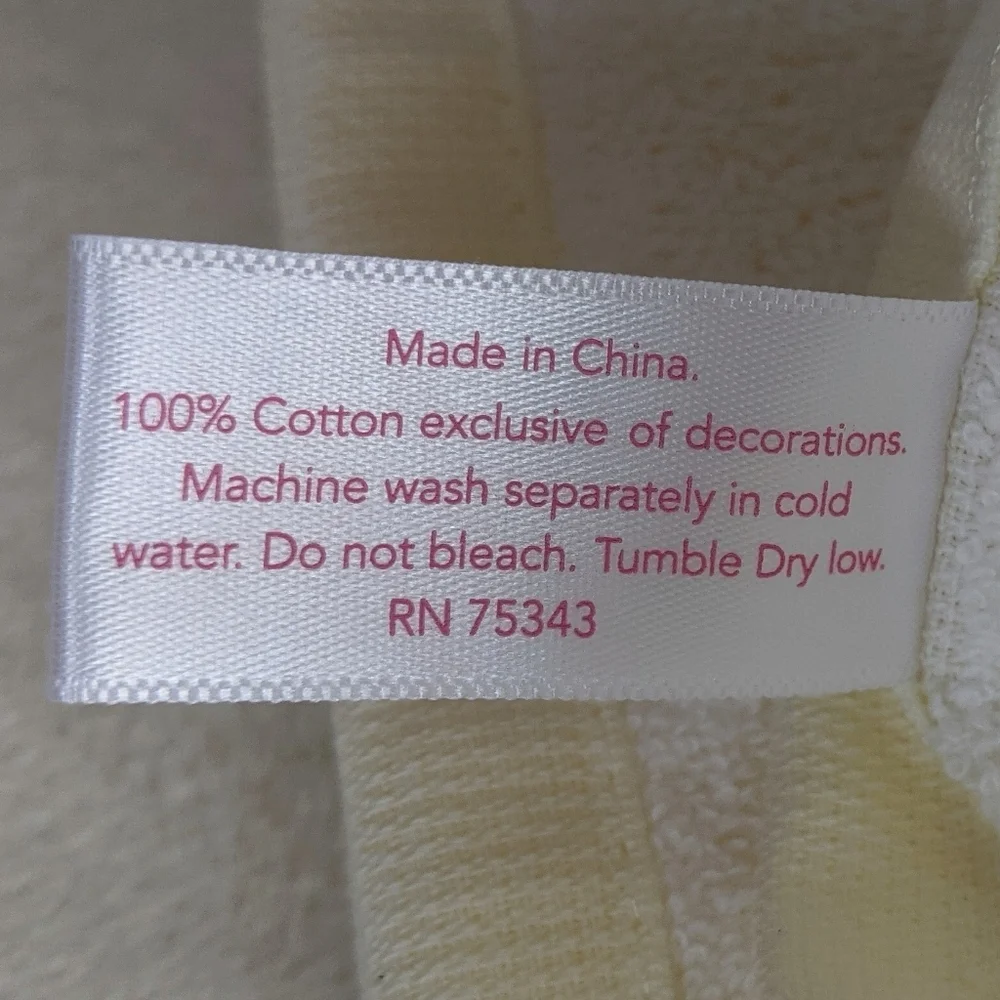 Made in China.
100% Cotton exclusive of decorations.
Machine wash separately in cold
water. Do not bleach. Tumble Dry low.
RN 75343